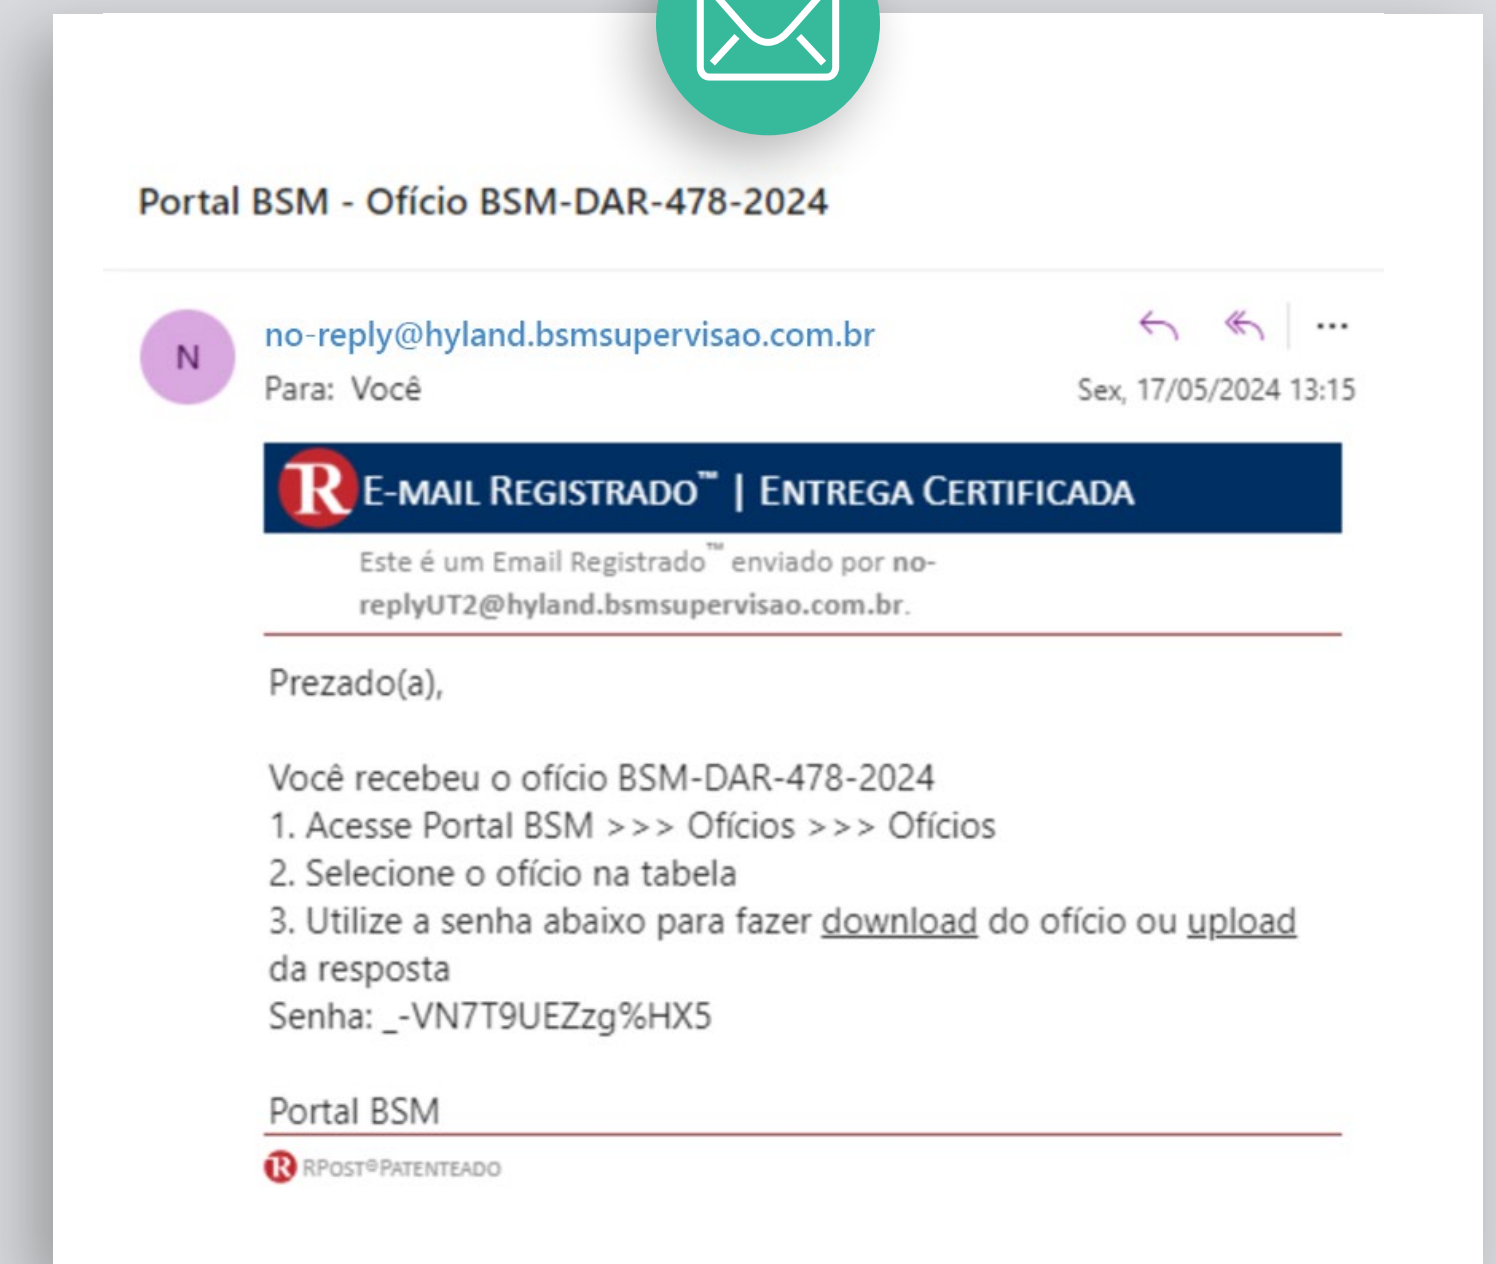 Portal BSM - Ofício BSM-DAR-478-2024
N
no-reply@hyland.bsmsupervisao.com.br
Para: Você
Sex, 17/05/2024 13:15
R E-MAIL REGISTRADO™ | ENTREGA CERTIFICADA
Este é um Email Registrado™ enviado por no-
replyUT2@hyland.bsmsupervisao.com.br.
Prezado(a),
Você recebeu o ofício BSM-DAR-478-2024
1. Acesse Portal BSM >>> Ofícios >>> Ofícios
2. Selecione o ofício na tabela
3. Utilize a senha abaixo para fazer download do ofício ou upload
da resposta
Senha: _-VN7T9UEZzg%HX5
Portal BSM
R RPOST®PATENTEADO